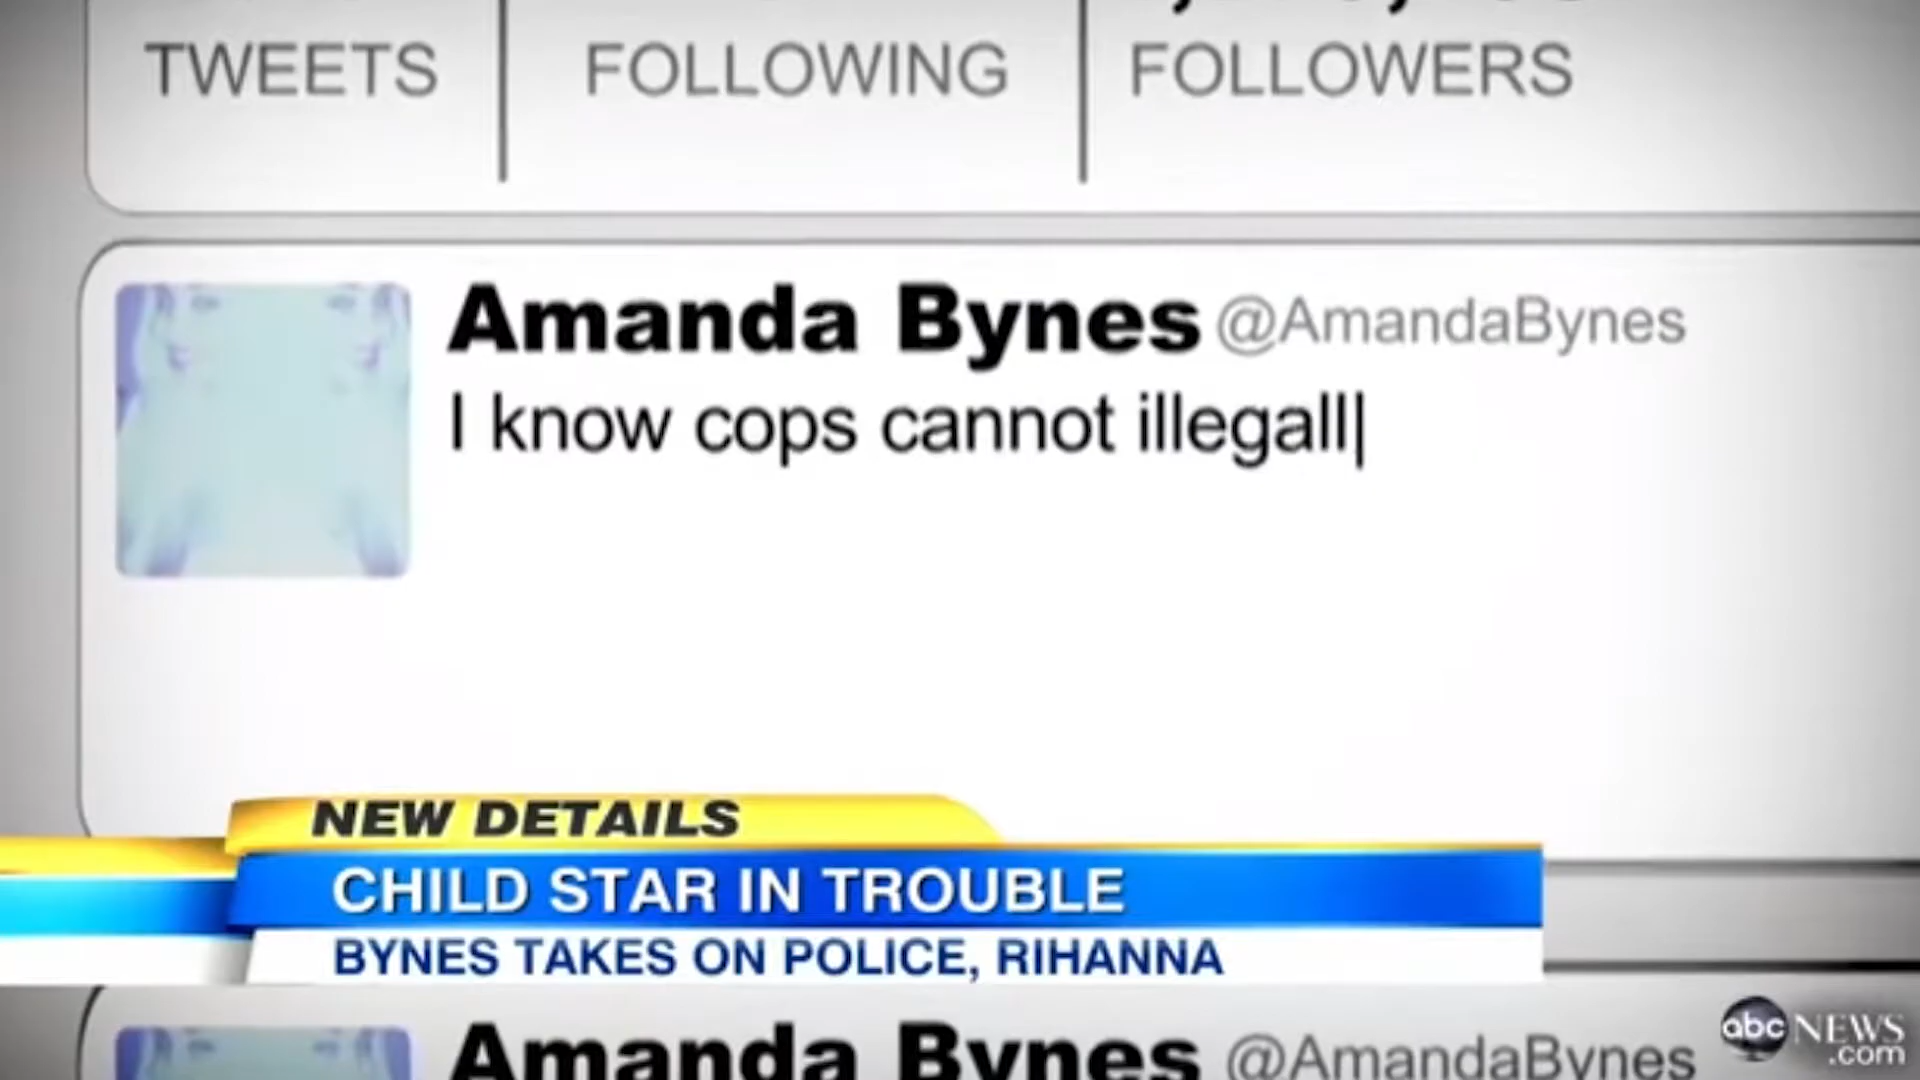 TWEETS FOLLOWING FOLLOWERS
Amanda Bynes @AmandaBynes
I know cops cannot illegall|
NEW DETAILS
CHILD STAR IN TROUBLE
BYNES TAKES ON POLICE, RIHANNA
abc NEWS
.com
Amanda Bynes @AmandaBynes